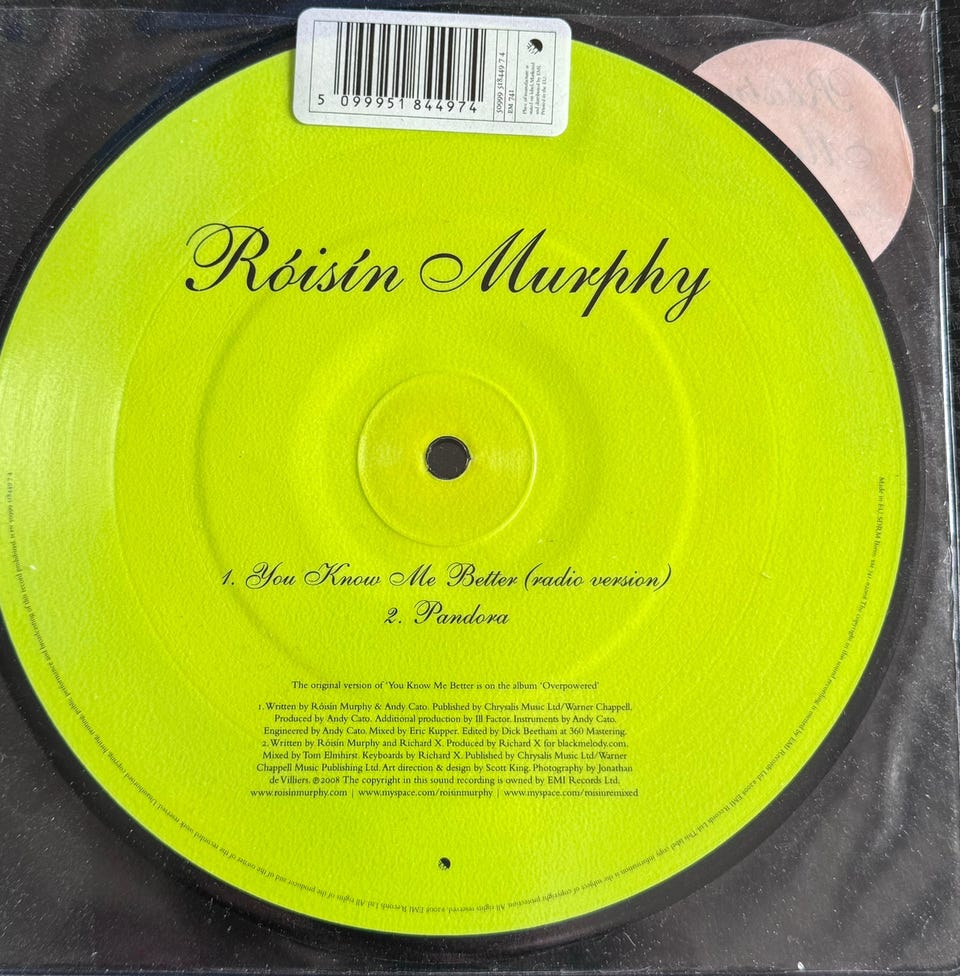 5 099951 844974
50999 518449 7 4
EM 741
Róisín Murphy
1. You Know Me Better (radio version)
2. Pandora
The original version of ‘You Know Me Better is on the album ‘Overpowered’
1. Written by Róisín Murphy & Andy Cato. Published by Chrysalis Music Ltd/Warner Chappell.
Produced by Andy Cato. Additional production by Ill Factor. Instruments by Andy Cato.
Engineered by Andy Cato. Mixed by Eric Kupper. Edited by Dick Beetham at 360 Mastering.
2. Written by Róisín Murphy and Richard X. Produced by Richard X for blackmelody.com.
Mixed by Tom Elmhirst. Keyboards by Richard X. Published by Chrysalis Music Ltd/Warner
Chappell Music Publishing Ltd. Art direction & design by Scott King. Photography by Jonathan
de Villiers. ℗2008 The copyright in this sound recording is owned by EMI Records Ltd.
www.roisinmurphy.com | www.myspace.com/roisinmurphy | www.myspace.com/roisinremixed